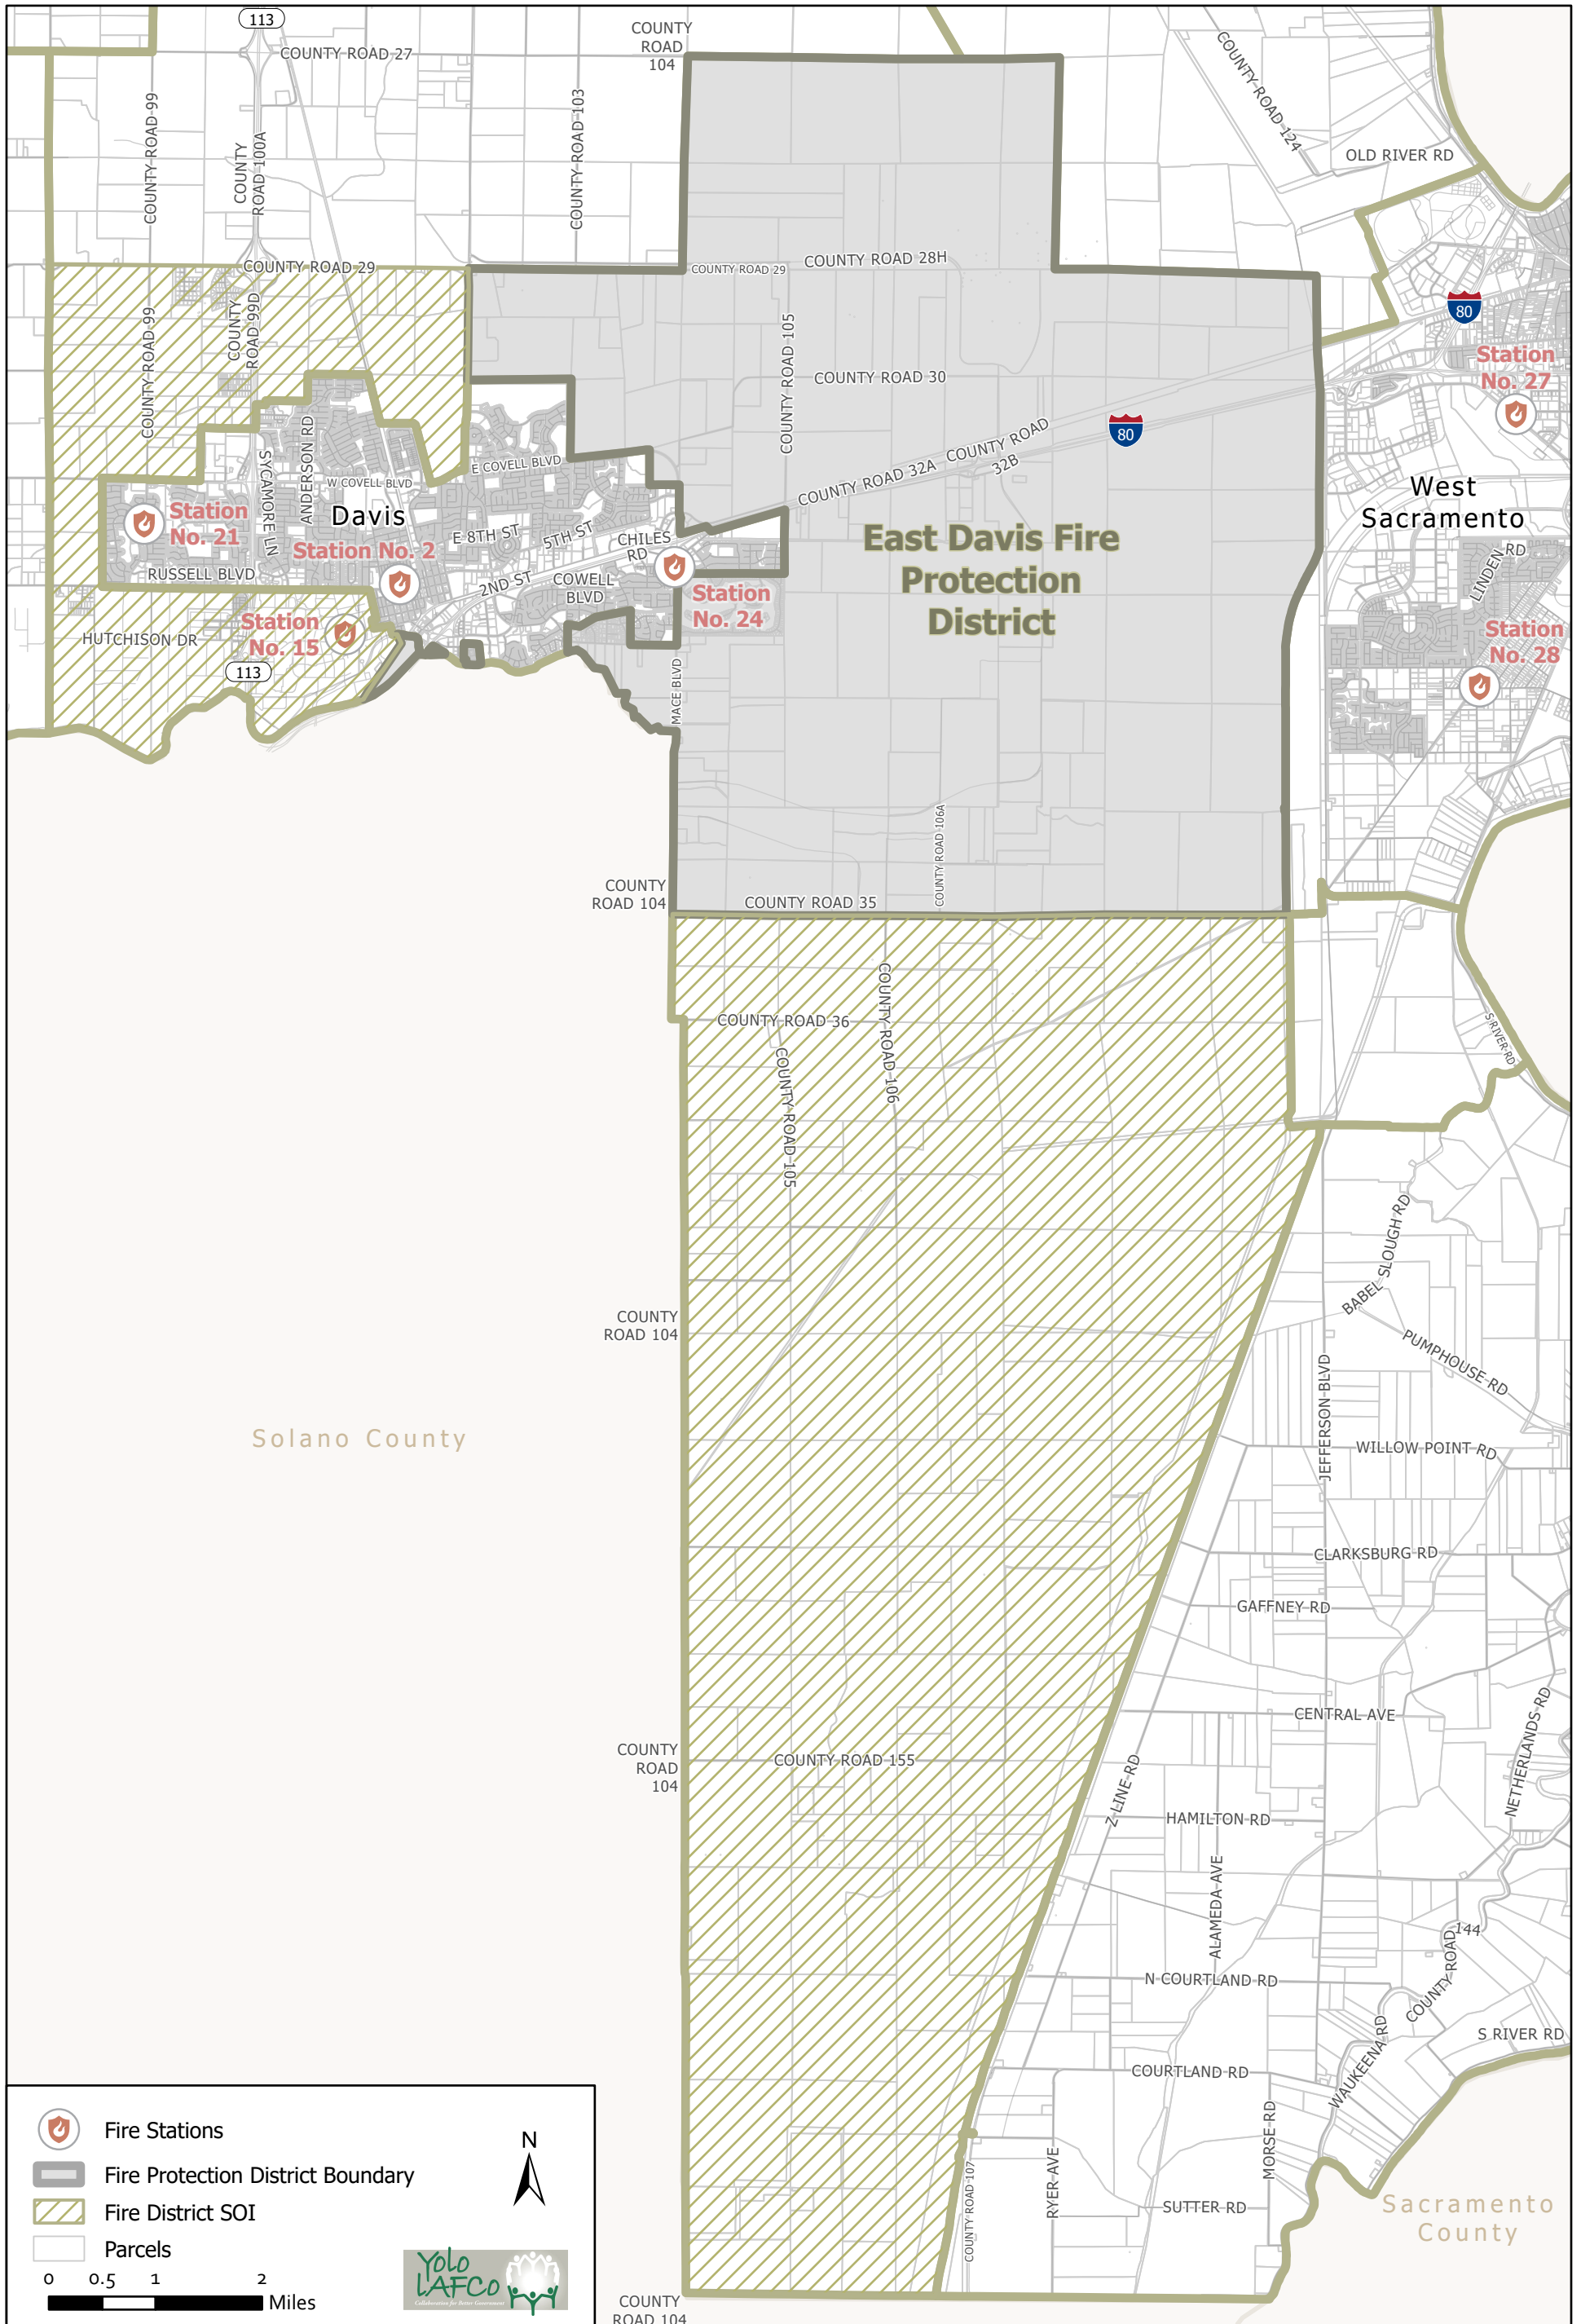 113
COUNTY ROAD 27
COUNTY
ROAD
104
COUNTY ROAD 99
COUNTY
ROAD 100A
COUNTY ROAD 103
COUNTY ROAD 124
OLD RIVER RD
COUNTY ROAD 29
COUNTY ROAD 29
COUNTY ROAD 28H
COUNTY ROAD 99
COUNTY
ROAD 99D
COUNTY ROAD 105
COUNTY ROAD 30
80
80
Station
No. 27
COUNTY ROAD 32A
COUNTY ROAD
32B
SYCAMORE LN
ANDERSON RD
W COVELL BLVD
E COVELL BLVD
Davis
Station
No. 21
Station No. 2
E 8TH ST
5TH ST
CHILES
RD
2ND ST
COWELL
BLVD
RUSSELL BLVD
Station
No. 24
Station
No. 15
HUTCHISON DR
113
MACE BLVD
East Davis Fire
Protection
District
West
Sacramento
LINDEN RD
Station
No. 28
COUNTY ROAD 106A
COUNTY
ROAD 104
COUNTY ROAD 35
COUNTY ROAD 36
COUNTY ROAD 106
COUNTY ROAD 105
S RIVER RD
BABEL SLOUGH RD
PUMPHOUSE RD
COUNTY
ROAD 104
JEFFERSON BLVD
Solano County
WILLOW POINT RD
CLARKSBURG RD
GAFFNEY RD
CENTRAL AVE
NETHERLANDS RD
COUNTY
ROAD
104
COUNTY ROAD 155
Z LINE RD
HAMILTON RD
ALAMEDA AVE
COUNTY ROAD 144
N COURTLAND RD
S RIVER RD
WAUKEENA RD
COURTLAND RD
MORSE RD
RYER AVE
COUNTY ROAD 107
SUTTER RD
Sacramento
County
COUNTY
ROAD 104
Fire Stations
Fire Protection District Boundary
Fire District SOI
Parcels
N
0 0.5 1 2
Miles
Yolo
LAFCo
Collaboration for Better Government